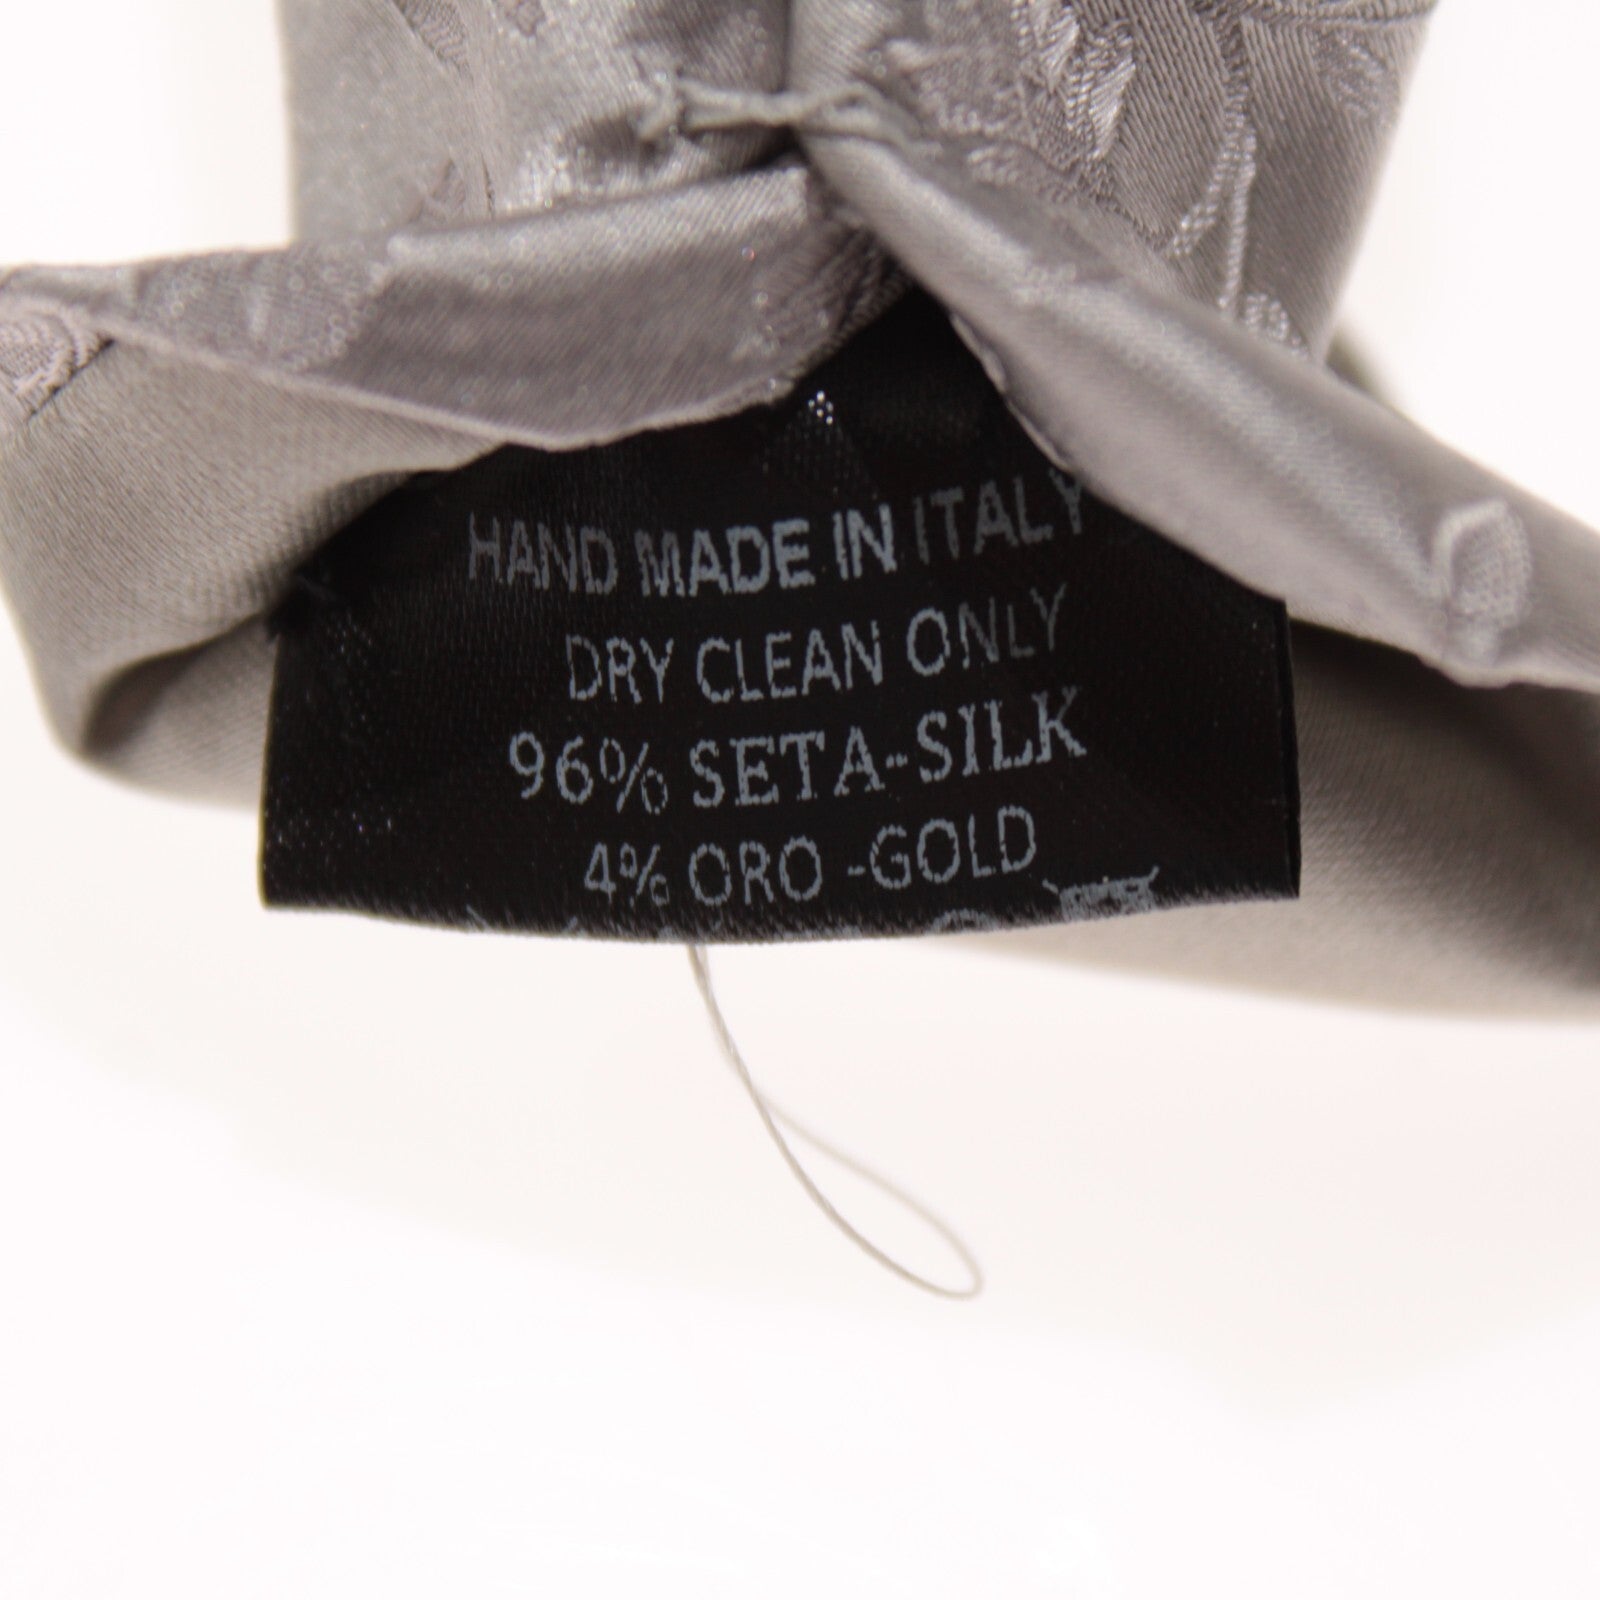 HAND MADE IN ITALY
DRY CLEAN ONLY
96% SETA-SILK
4% ORO -GOLD